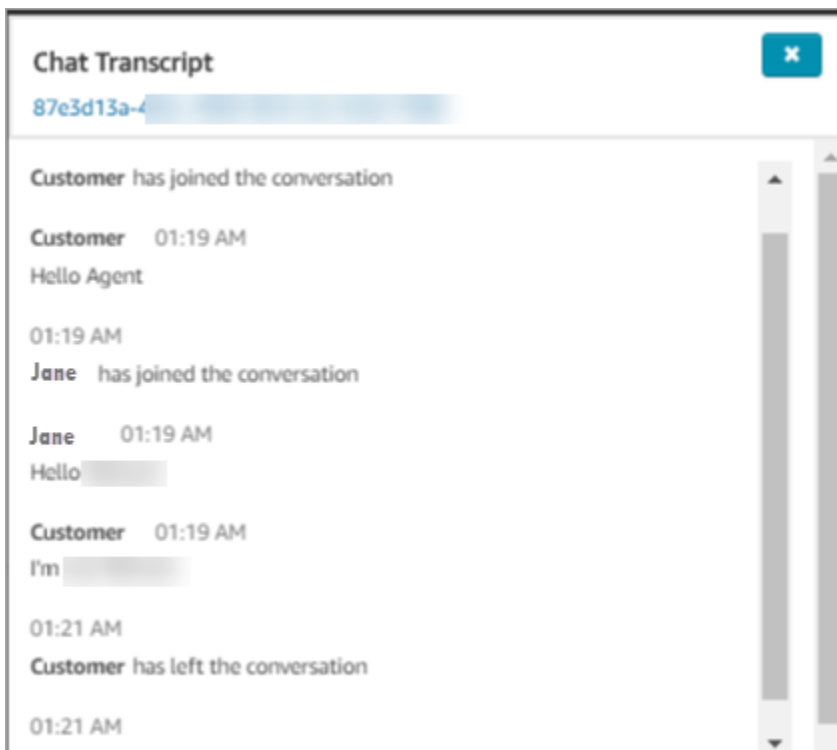 Chat Transcript
87e3d13a-4
Customer has joined the conversation
Customer 01:19 AM
Hello Agent
01:19 AM
Jane has joined the conversation
Jane 01:19 AM
Hello
Customer 01:19 AM
I'm
01:21 AM
Customer has left the conversation
01:21 AM